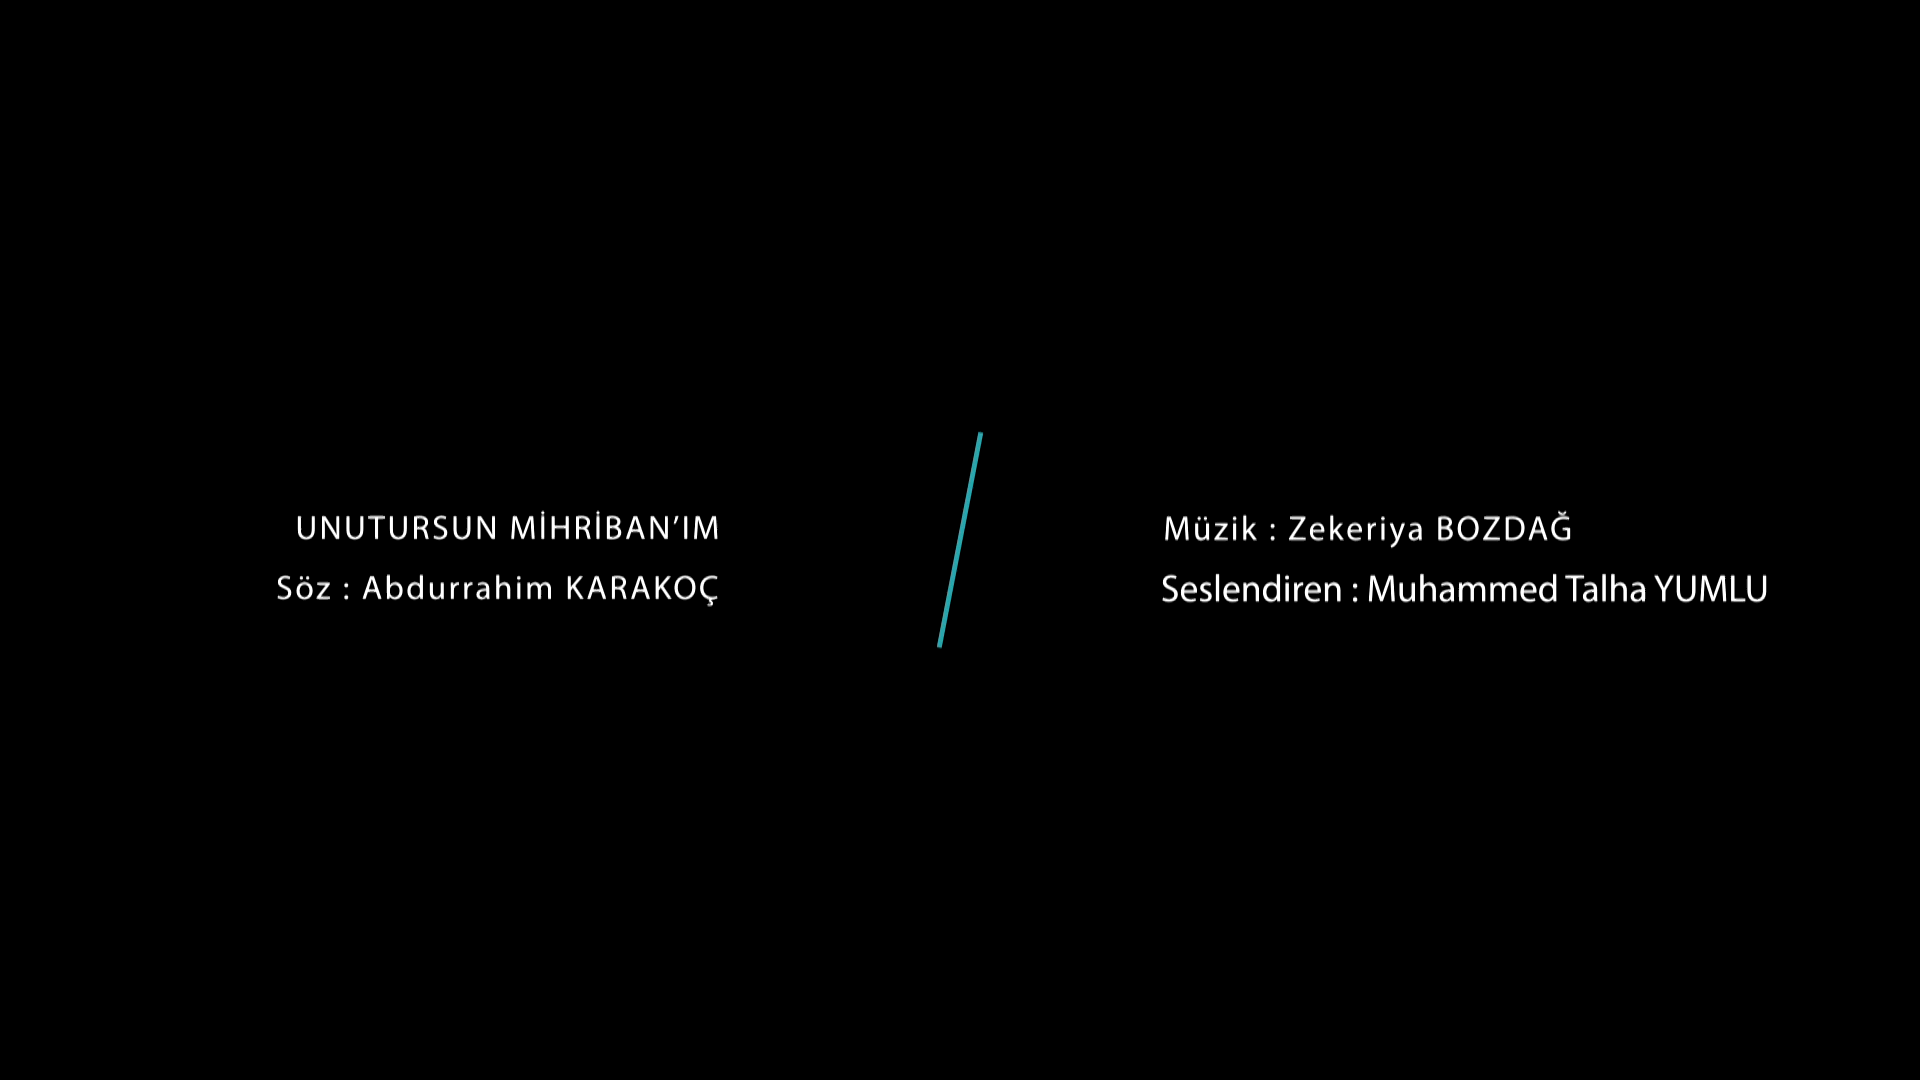 UNUTURSUN MİHRİBAN’IM
Söz : Abdurrahim KARAKOÇ
Müzik : Zekeriya BOZDAĞ
Seslendiren : Muhammed Talha YUMLU